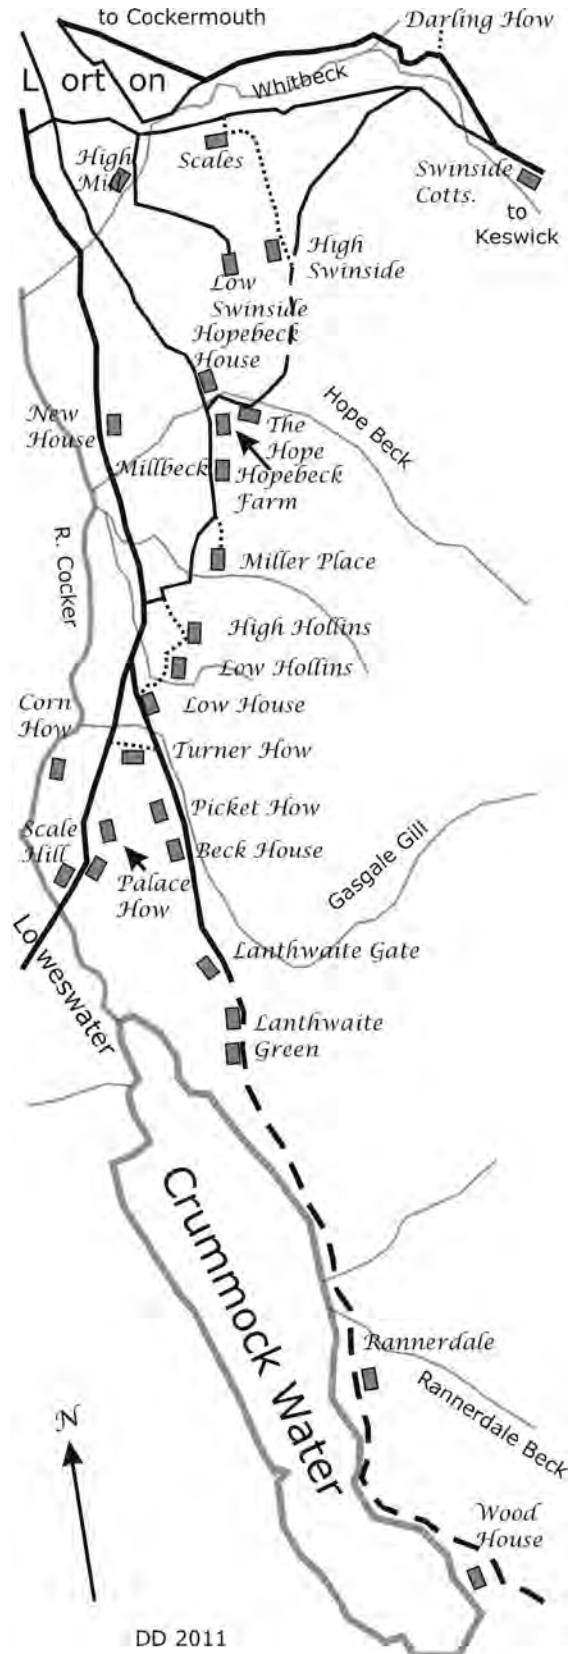 to Cockermouth
Darling How
Lorton
Whitbeck
High
Mill
Scales
Swinside
Cotts.
to
Keswick
High
Swinside
Low
Swinside
Hopebeck
House
Hope Beck
New
House
The
Hope
Millbeck
Hopebeck
Farm
R. Cocker
Miller Place
High Hollins
Low Hollins
Corn
How
Low House
Turner How
Picket How
Scale
Hill
Beck House
Gasgale Gill
Palace
How
Loweswater
Lanthwaite Gate
Lanthwaite
Green
Crummock Water
Rannerdale
Rannerdale Beck
N
Wood
House
DD 2011